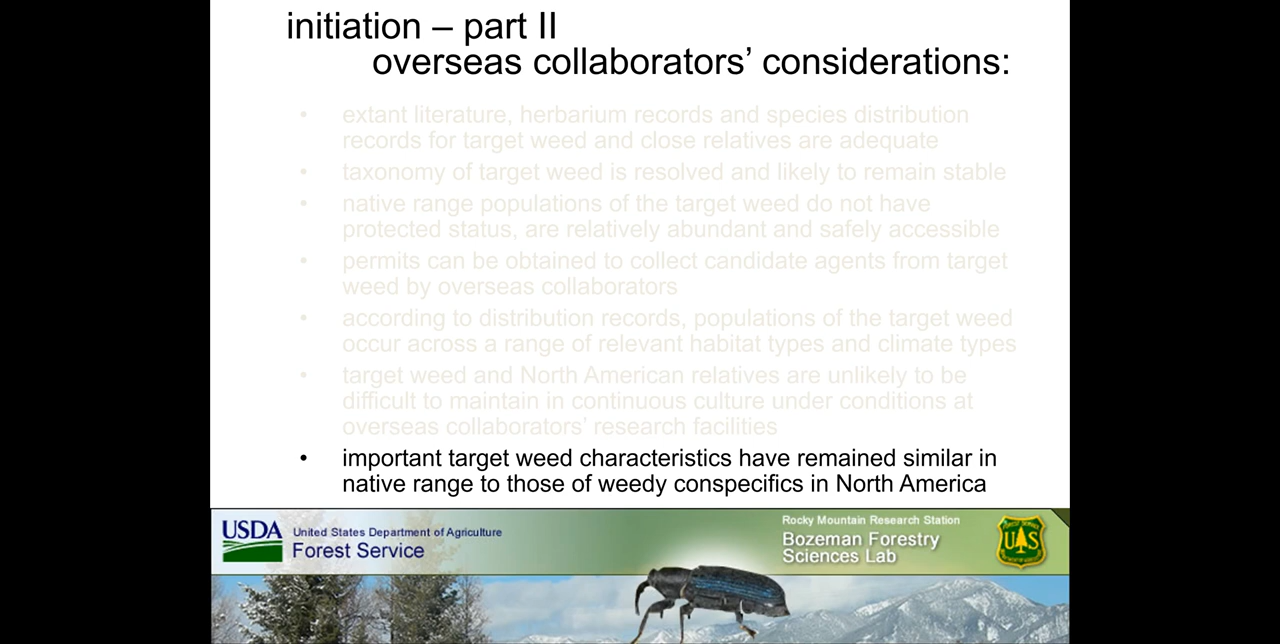 initiation – part II
overseas collaborators’ considerations:
• extant literature, herbarium records and species distribution
records for target weed and close relatives are adequate
• taxonomy of target weed is resolved and likely to remain stable
• native range populations of the target weed do not have
protected status, are relatively abundant and safely accessible
• permits can be obtained to collect candidate agents from target
weed by overseas collaborators
• according to distribution records, populations of the target weed
occur across a range of relevant habitat types and climate types
• target weed and North American relatives are unlikely to be
difficult to maintain in continuous culture under conditions at
overseas collaborators’ research facilities
• important target weed characteristics have remained similar in
native range to those of weedy conspecifics in North America
USDA
United States Department of Agriculture
Forest Service
Rocky Mountain Research Station
Bozeman Forestry
Sciences Lab
UAS